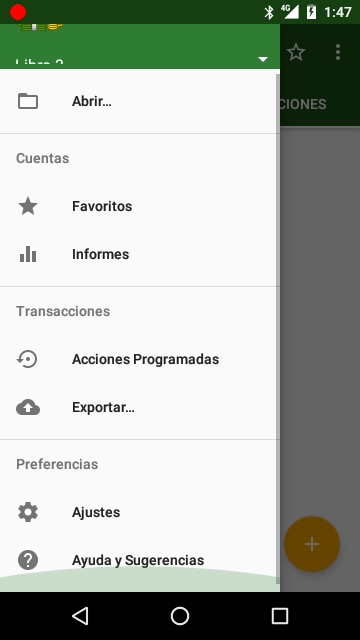 4G 1:47
Libro 2
CIONES
Abrir...
Cuentas
Favoritos
Informes
Transacciones
Acciones Programadas
Exportar...
Preferencias
Ajustes
Ayuda y Sugerencias